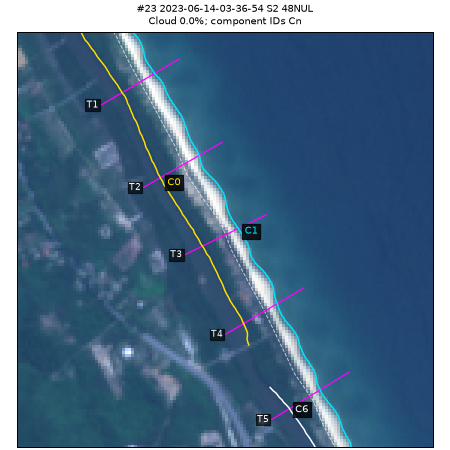 #23 2023-06-14-03-36-54 S2 48NUL
Cloud 0.0%; component IDs Cn
T1
T2
C0
C1
T3
T4
C6
T5